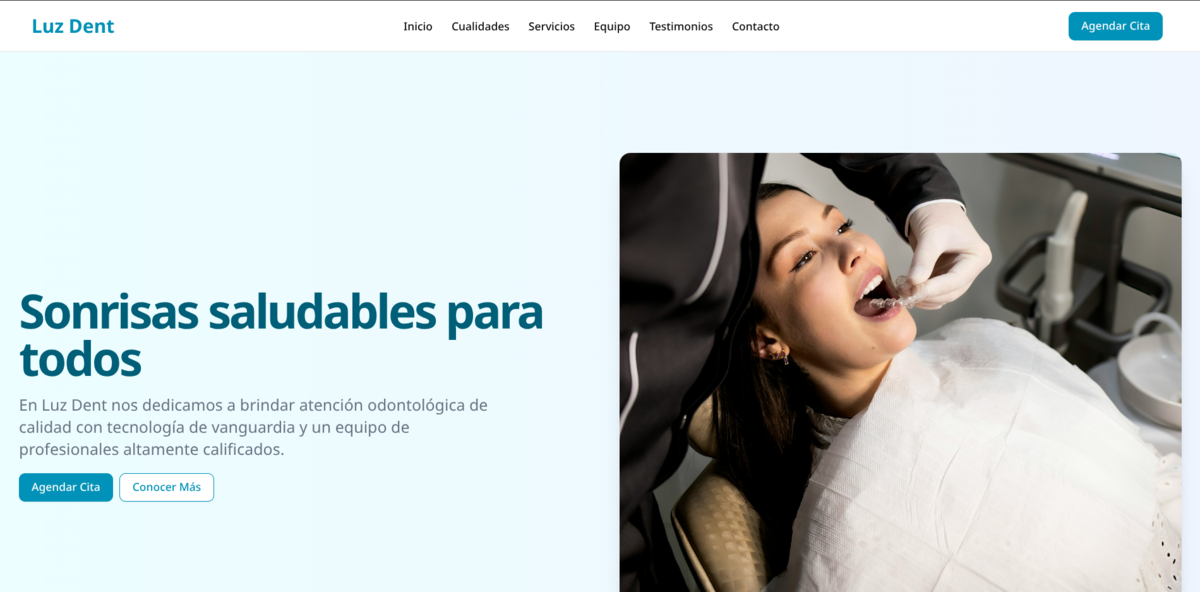 Luz Dent
Inicio Cualidades Servicios Equipo Testimonios Contacto
Agendar Cita
Sonrisas saludables para
todos
En Luz Dent nos dedicamos a brindar atención odontológica de
calidad con tecnología de vanguardia y un equipo de
profesionales altamente calificados.
Agendar Cita Conocer Más